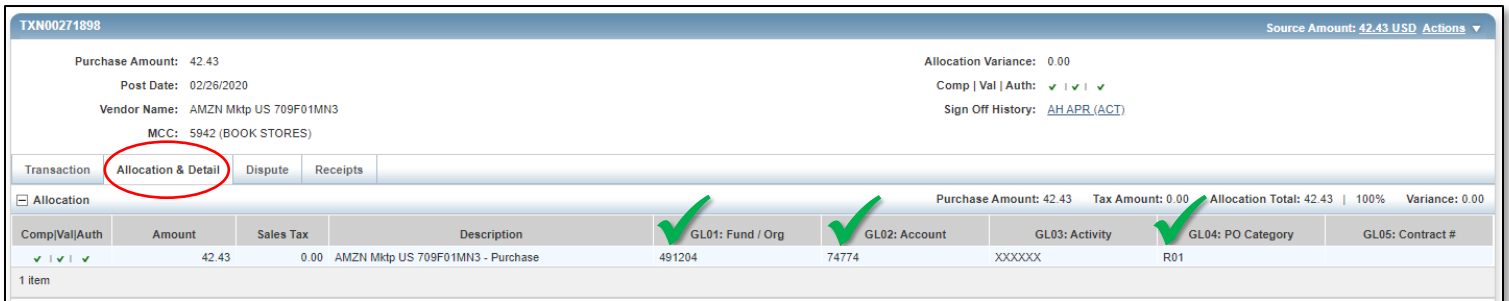 TXN00271898
Source Amount: 42.43 USD Actions ▼
Purchase Amount: 42.43
Allocation Variance: 0.00
Post Date: 02/26/2020
Comp | Val | Auth: ✔ | ✔ | ✔
Vendor Name: AMZN Mktp US 709F01MN3
Sign Off History: AH APR (ACT)
MCC: 5942 (BOOK STORES)
Transaction Allocation & Detail Dispute Receipts
Allocation Purchase Amount: 42.43 Tax Amount: 0.00 Allocation Total: 42.43 | 100% Variance: 0.00
Comp|Val|Auth Amount Sales Tax Description GL01: Fund / Org GL02: Account GL03: Activity GL04: PO Category GL05: Contract #
✔ | ✔ | ✔ 42.43 0.00 AMZN Mktp US 709F01MN3 - Purchase 491204 74774 XXXXXX R01
1 item